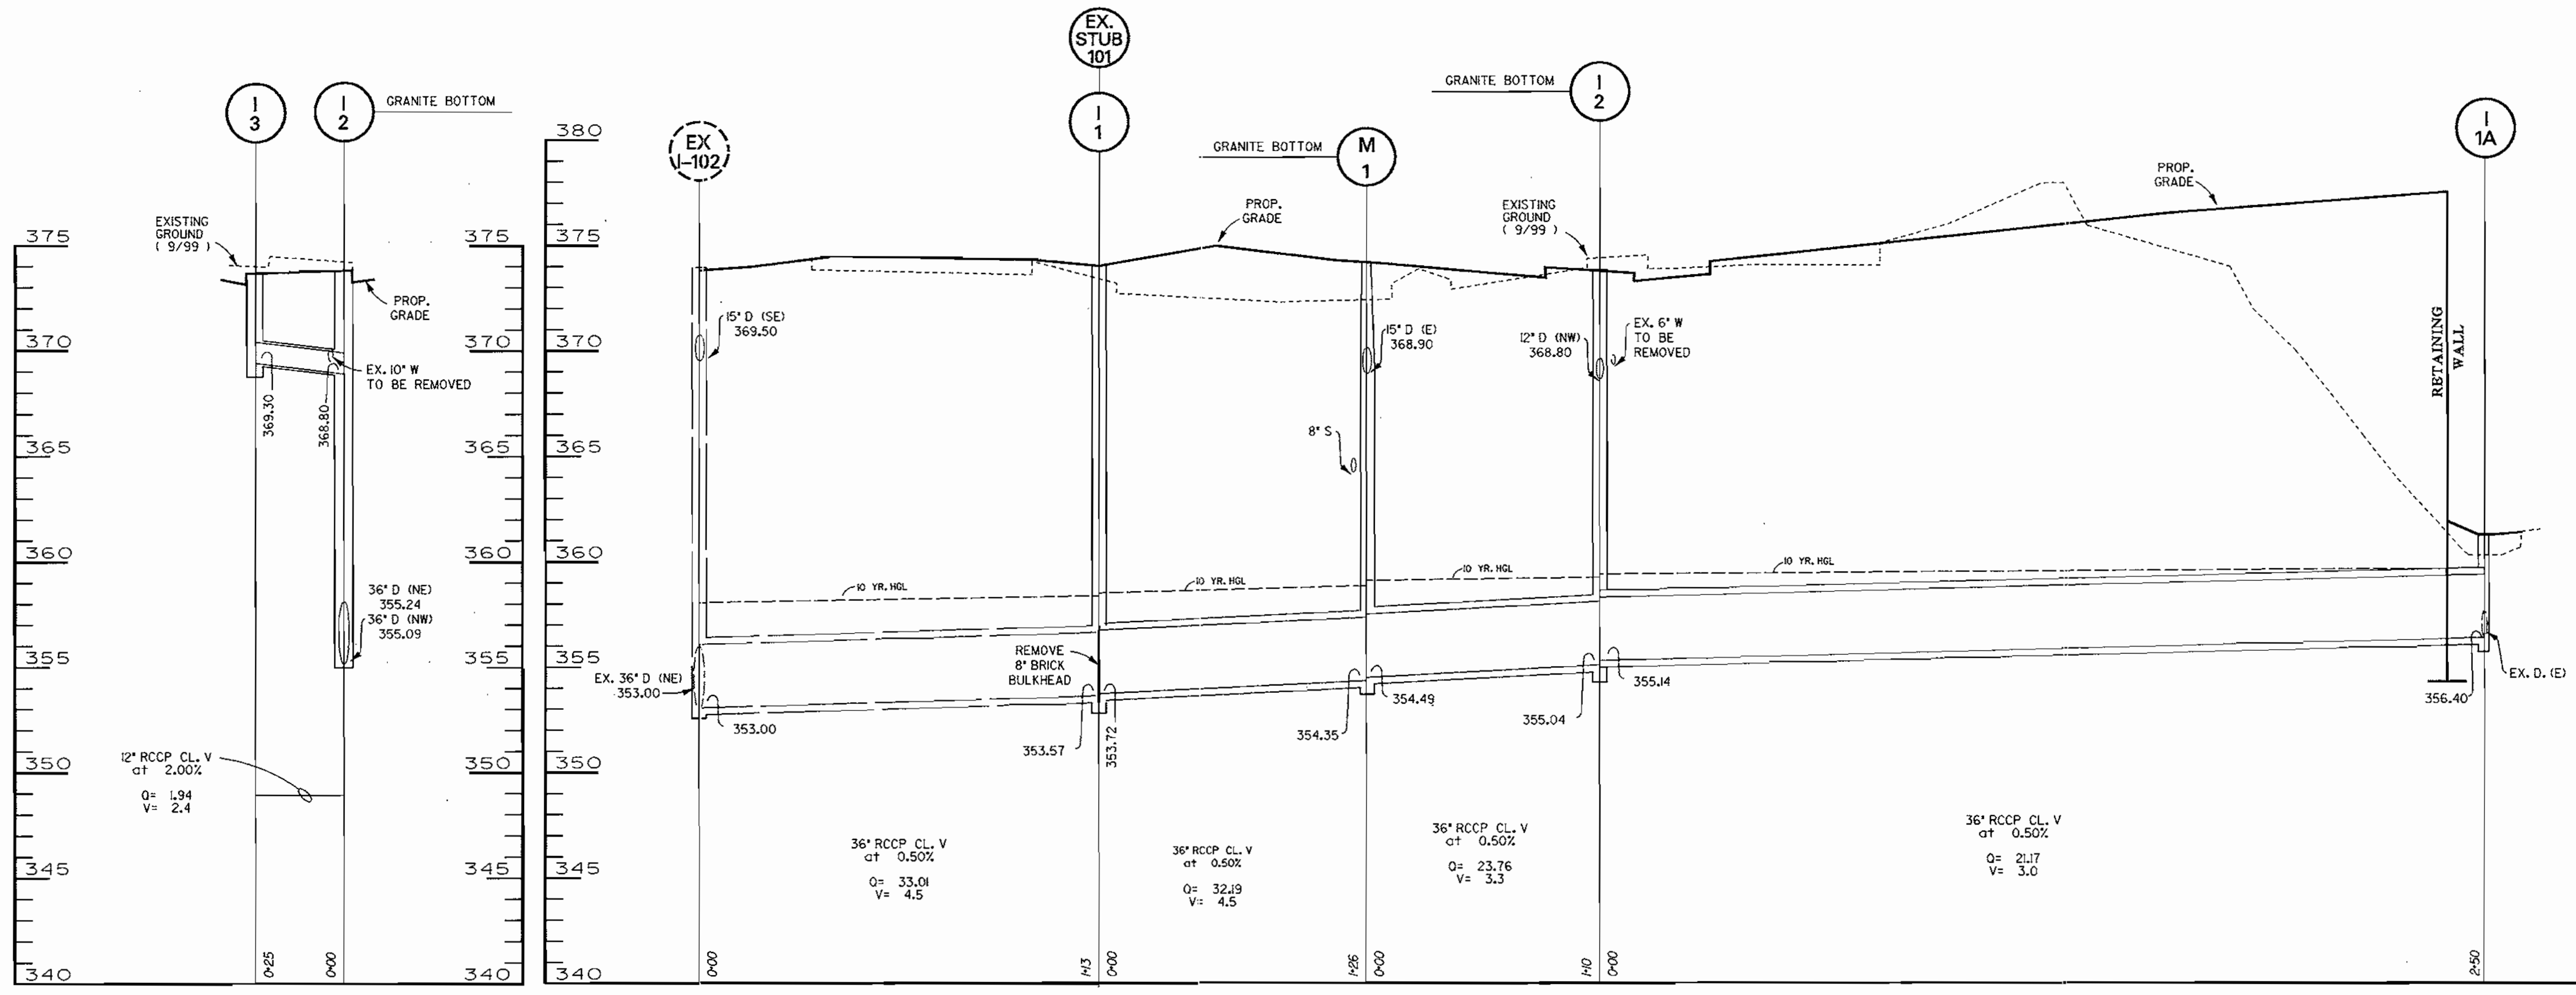 I
3
I
2
GRANITE BOTTOM
EXISTING
GROUND
( 9/99 )
375
375
PROP.
GRADE
370
370
EX. 10" W
TO BE REMOVED
369.30
368.80
365
365
360
360
36" D (NE)
355.24
36" D (NW)
355.09
355
355
12" RCCP CL. V
at 2.00%
Q= 1.94
V= 2.4
350
350
345
345
0+25
0+00
340
340
380
375
370
365
360
355
350
345
340
EX
I-102
EX.
STUB
101
I
1
GRANITE BOTTOM
M
1
GRANITE BOTTOM
I
2
I
1A
PROP.
GRADE
EXISTING
GROUND
( 9/99 )
PROP.
GRADE
15" D (SE)
369.50
15" D (E)
368.90
12" D (NW)
368.80
EX. 6" W
TO BE
REMOVED
RETAINING
WALL
8" S
10 YR. HGL
10 YR. HGL
10 YR. HGL
10 YR. HGL
EX. 36" D (NE)
353.00
353.00
REMOVE
8" BRICK
BULKHEAD
353.57
353.72
354.35
354.49
355.04
355.14
356.40
EX. D. (E)
36" RCCP CL. V
at 0.50%
Q= 33.01
V= 4.5
36" RCCP CL. V
at 0.50%
Q= 32.19
V= 4.5
36" RCCP CL. V
at 0.50%
Q= 23.76
V= 3.3
36" RCCP CL. V
at 0.50%
Q= 21.17
V= 3.0
0+00
1+13
0+00
1+26
0+00
1+10
0+00
2+50